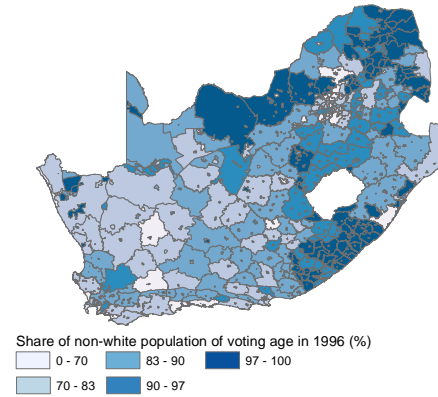 Share of non-white population of voting age in 1996 (%)
0 - 70 83 - 90 97 - 100
70 - 83 90 - 97